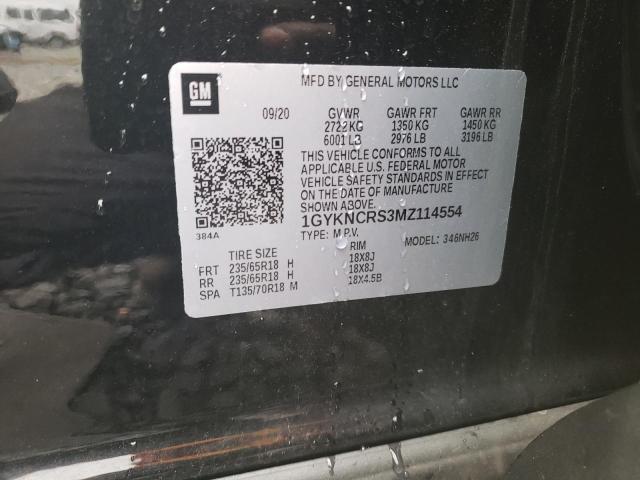 GM
MFD BY GENERAL MOTORS LLC
09/20 GVWR GAWR FRT GAWR RR
2722 KG 1350 KG 1450 KG
6001 LB 2976 LB 3196 LB
THIS VEHICLE CONFORMS TO ALL
APPLICABLE U.S. FEDERAL MOTOR
VEHICLE SAFETY STANDARDS IN EFFECT
ON THE DATE OF MANUFACTURE
SHOWN ABOVE.
384A
1GYKNCRS3MZ114554
TYPE: M.P.V. MODEL: 346NH26
TIRE SIZE RIM
FRT 235/65R18 H 18X8J
RR 235/65R18 H 18X8J
SPA T135/70R18 M 18X4.5B